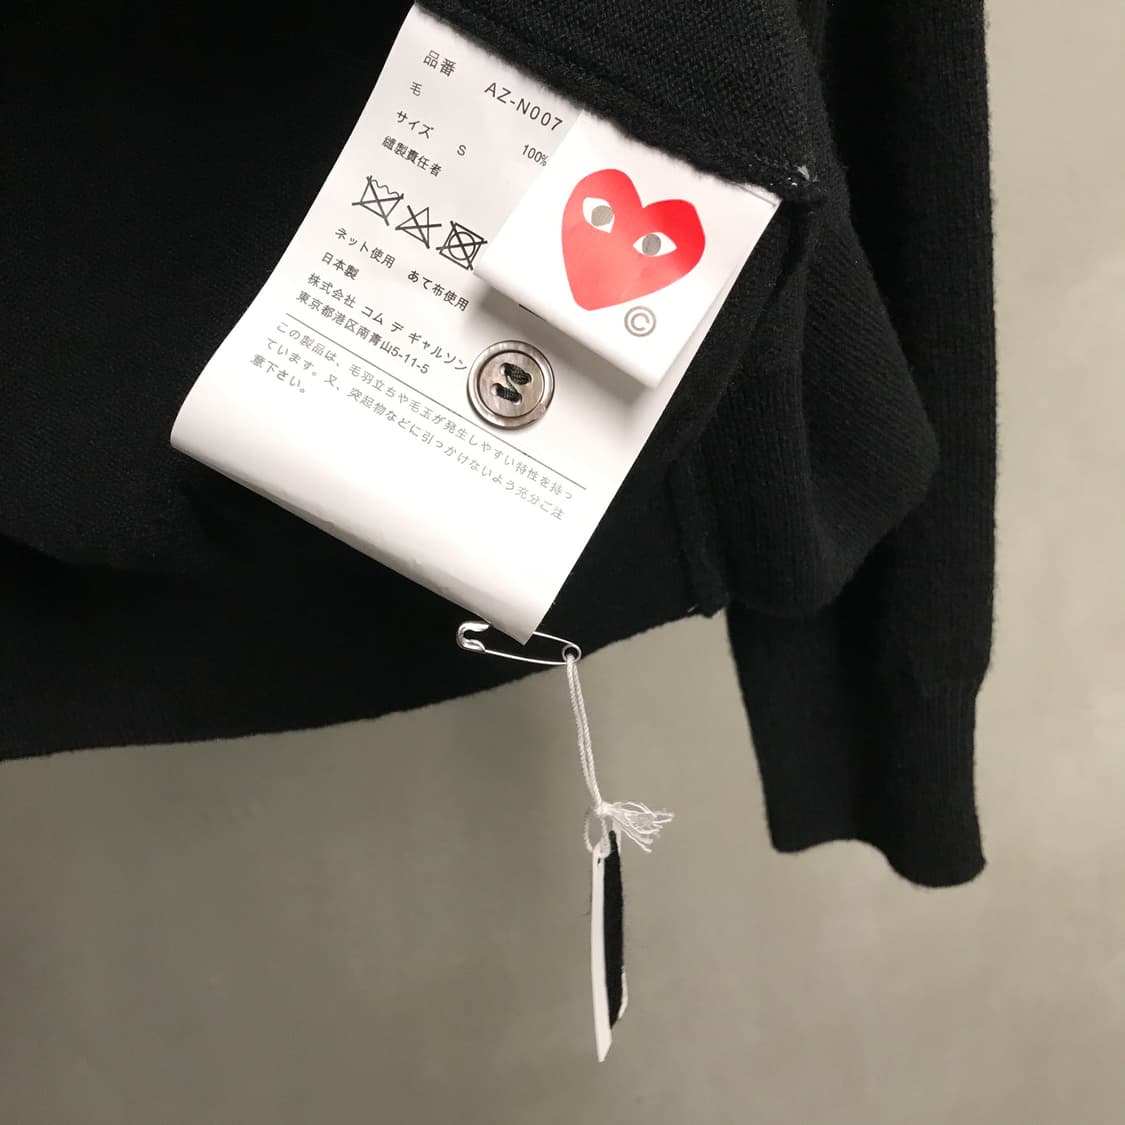 品番 AZ-N007
毛 100%
サイズ S
縫製責任者
ネット使用 あて布使用
日本製
株式会社 コム デ ギャルソン
東京都港区南青山5-11-5
この製品は、毛羽立ちや毛玉が発生しやすい特性を持っ
ています。又、突起物などに引っかけないよう充分ご注
意下さい。
©